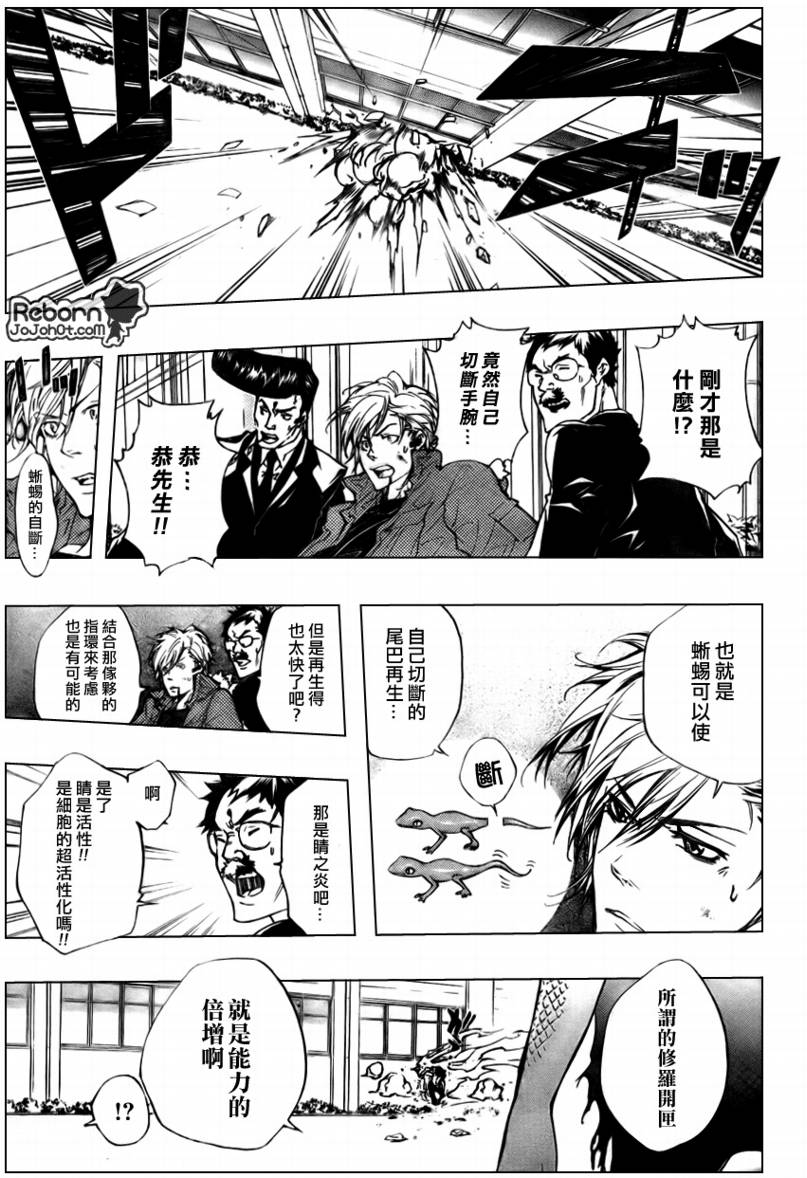 Reborn
JoJohOt.com
剛才那是
什麼!?
竟然自己
切斷手腕…
恭…
恭先生!!
蜥蜴的自斷…
也就是
蜥蜴可以使
自己切斷的
尾巴再生…
斷
但是再生得
也太快了吧?
結合那傢夥的
指環來考慮
也是有可能的
那是晴之炎吧…
啊
是了
晴是活性!!
是細胞的超活性化嗎!!
所謂的修羅開匣
就是能力的
倍增啊
!?